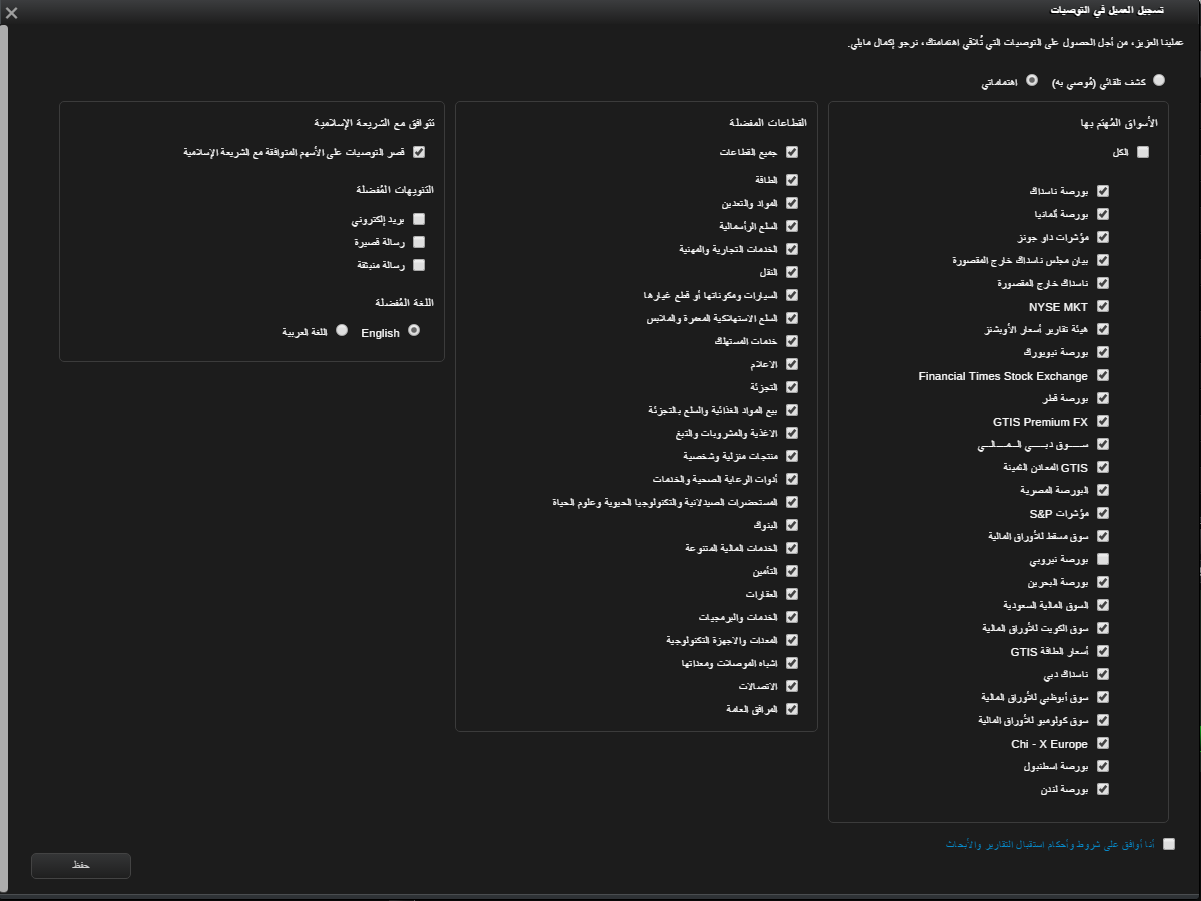 تسجيل العميل في التوصيات
عملينا العزيز، من أجل الحصول على التوصيات التي تُلاقي اهتمامتك، نرجو إكمال مايلي.
كشف تلقائي (مُوصي به)
اهتماماتي
الأسواق المُهتم بها
الكل
بورصة ناسداك
بورصة ألمانيا
مؤشرات داو جونز
بيان مجلس ناسداك خارج المقصورة
ناسداك خارج المقصورة
NYSE MKT
هيئة تقارير أسعار الأوبشنز
بورصة نيويورك
Financial Times Stock Exchange
بورصة قطر
GTIS Premium FX
ســــوق دبــــي الــمــــالــي
GTIS المعادن الثمينة
البورصة المصرية
مؤشرات S&P
سوق مسقط للأوراق المالية
بورصة نيروبي
بورصة البحرين
السوق المالية السعودية
سوق الكويت للأوراق المالية
أسعار الطاقة GTIS
ناسداك دبي
سوق أبوظبي للأوراق المالية
سوق كولومبو للأوراق المالية
Chi - X Europe
بورصة اسطنبول
بورصة لندن
القطاعات المفضلة
جميع القطاعات
الطاقة
المواد والتعدين
السلع الرأسمالية
الخدمات التجارية والمهنية
النقل
السيارات ومكوناتها أو قطع غيارها
السلع الاستهلاكية المعمرة والملابس
خدمات المستهلك
الاعلام
التجزئة
بيع المواد الغذائية والسلع بالتجزئة
الاغذية والمشروبات والتبغ
منتجات منزلية وشخصية
أدوات الرعاية الصحية والخدمات
المستحضرات الصيدلانية والتكنولوجيا الحيوية وعلوم الحياة
البنوك
الخدمات المالية المتنوعة
التأمين
العقارات
الخدمات والبرمجيات
المعدات والاجهزة التكنولوجية
اشباه الموصلات ومعداتها
الاتصالات
المرافق العامة
تتوافق مع الشريعة الإسلامية
قصر التوصيات على الأسهم المتوافقة مع الشريعة الإسلامية
التنويهات المُفضلة
بريد إلكتروني
رسالة قصيرة
رسالة منبثقة
اللغة المُفضلة
English
اللغة العربية
أنا أوافق على شروط وأحكام استقبال التقارير والأبحاث
حفظ